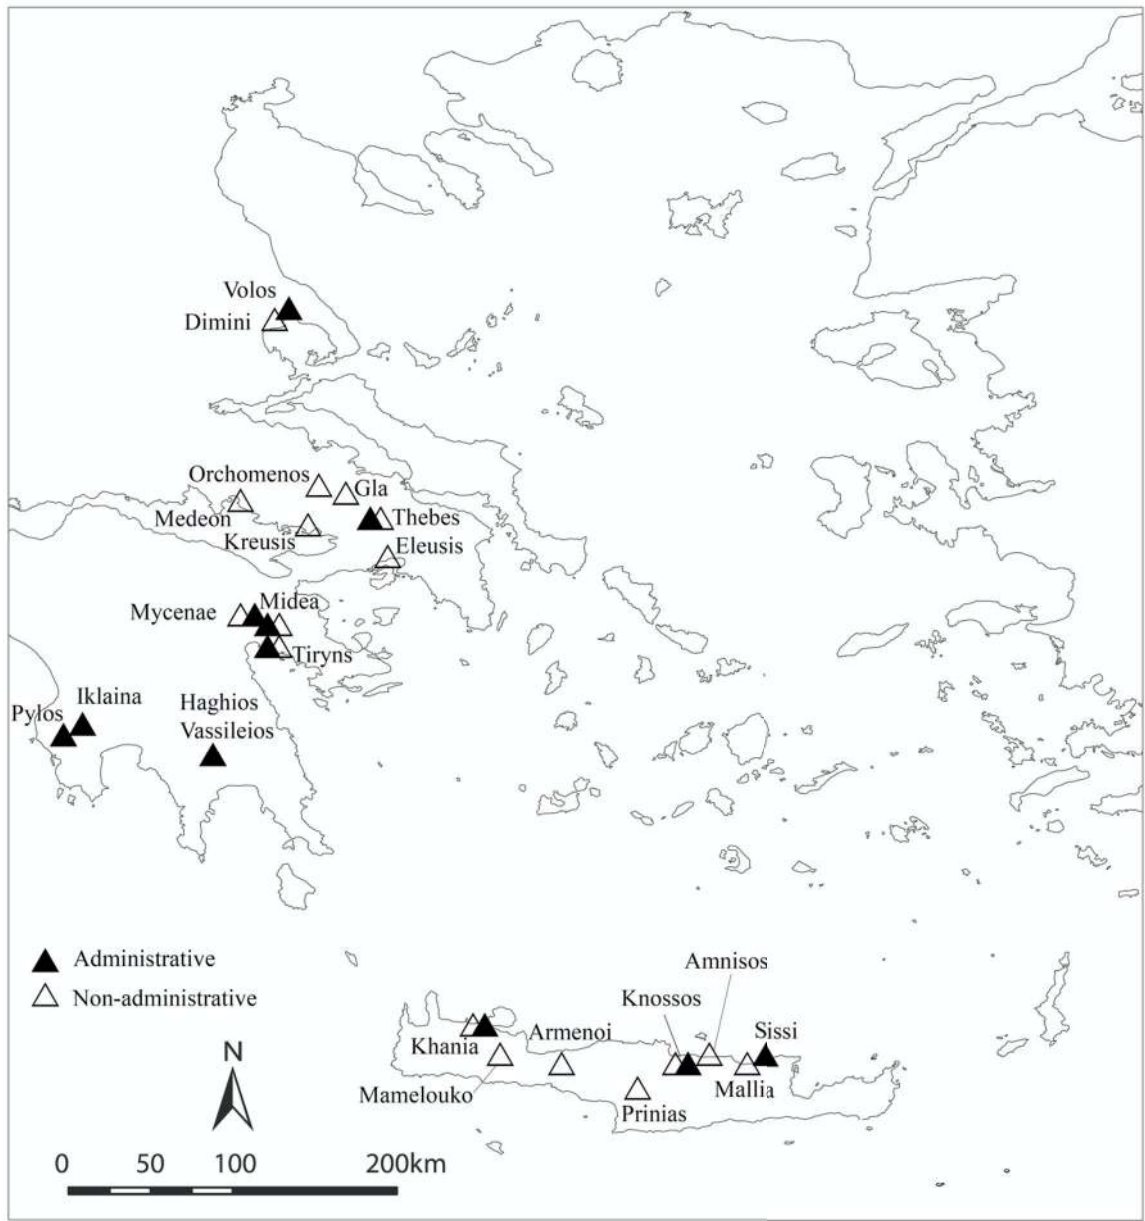 Volos
Dimini
Orchomenos
Gla
Medeon
Thebes
Kreusis
Eleusis
Midea
Mycenae
Tiryns
Iklaina
Pylos
Haghios
Vassileios
Administrative
Non-administrative
N
0 50 100 200km
Amnisos
Knossos
Sissi
Armenoi
Khania
Mamelouko
Mallia
Prinias